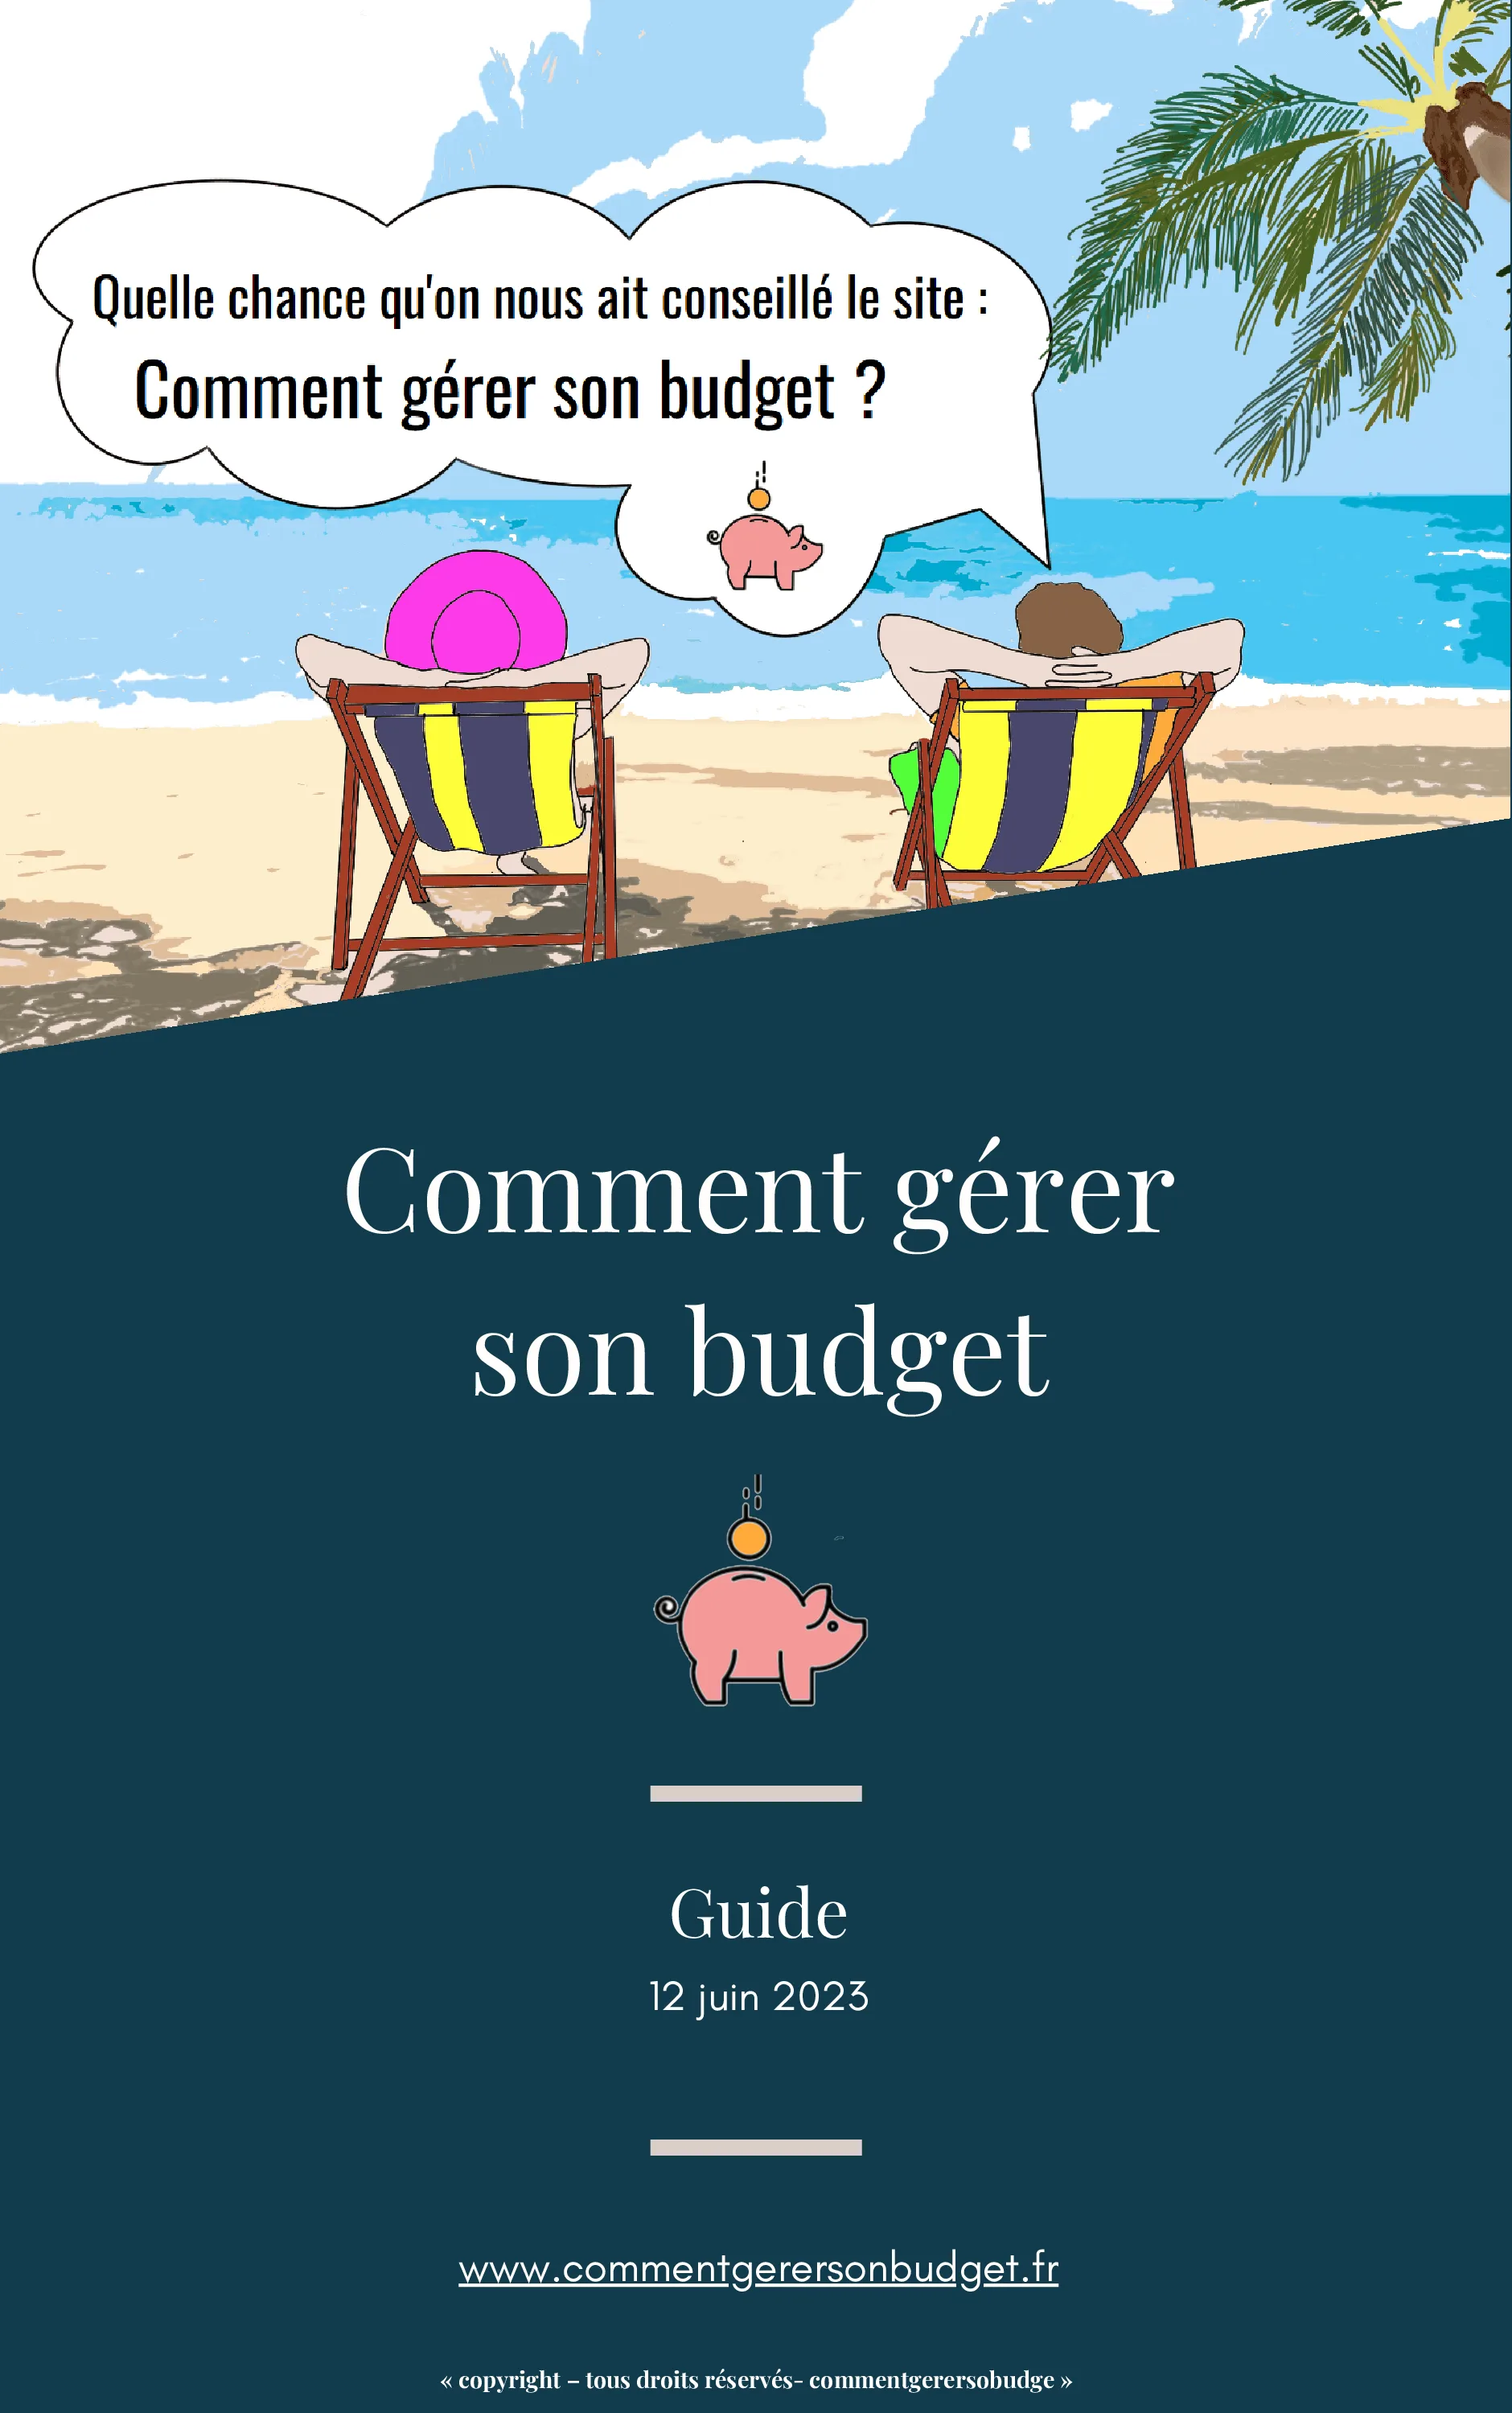 Quelle chance qu'on nous ait conseillé le site :
Comment gérer son budget ?
Comment gérer
son budget
Guide
12 juin 2023
www.commentgerersonbudget.fr
« copyright – tous droits réservés- commentgerersobudge »